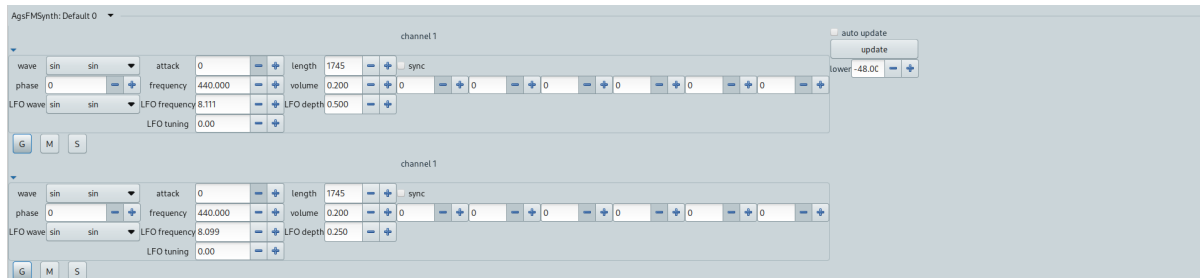 AgsFMSynth: Default 0
channel 1
auto update
update
wave sin sin attack 0 length 1745 sync
lower -48.00
phase 0 frequency 440.000 volume 0.200 0 0 0 0 0 0
LFO wave sin sin LFO frequency 8.111 LFO depth 0.500
LFO tuning 0.00
G M S
channel 1
wave sin sin attack 0 length 1745 sync
phase 0 frequency 440.000 volume 0.200 0 0 0 0 0 0
LFO wave sin sin LFO frequency 8.099 LFO depth 0.250
LFO tuning 0.00
G M S